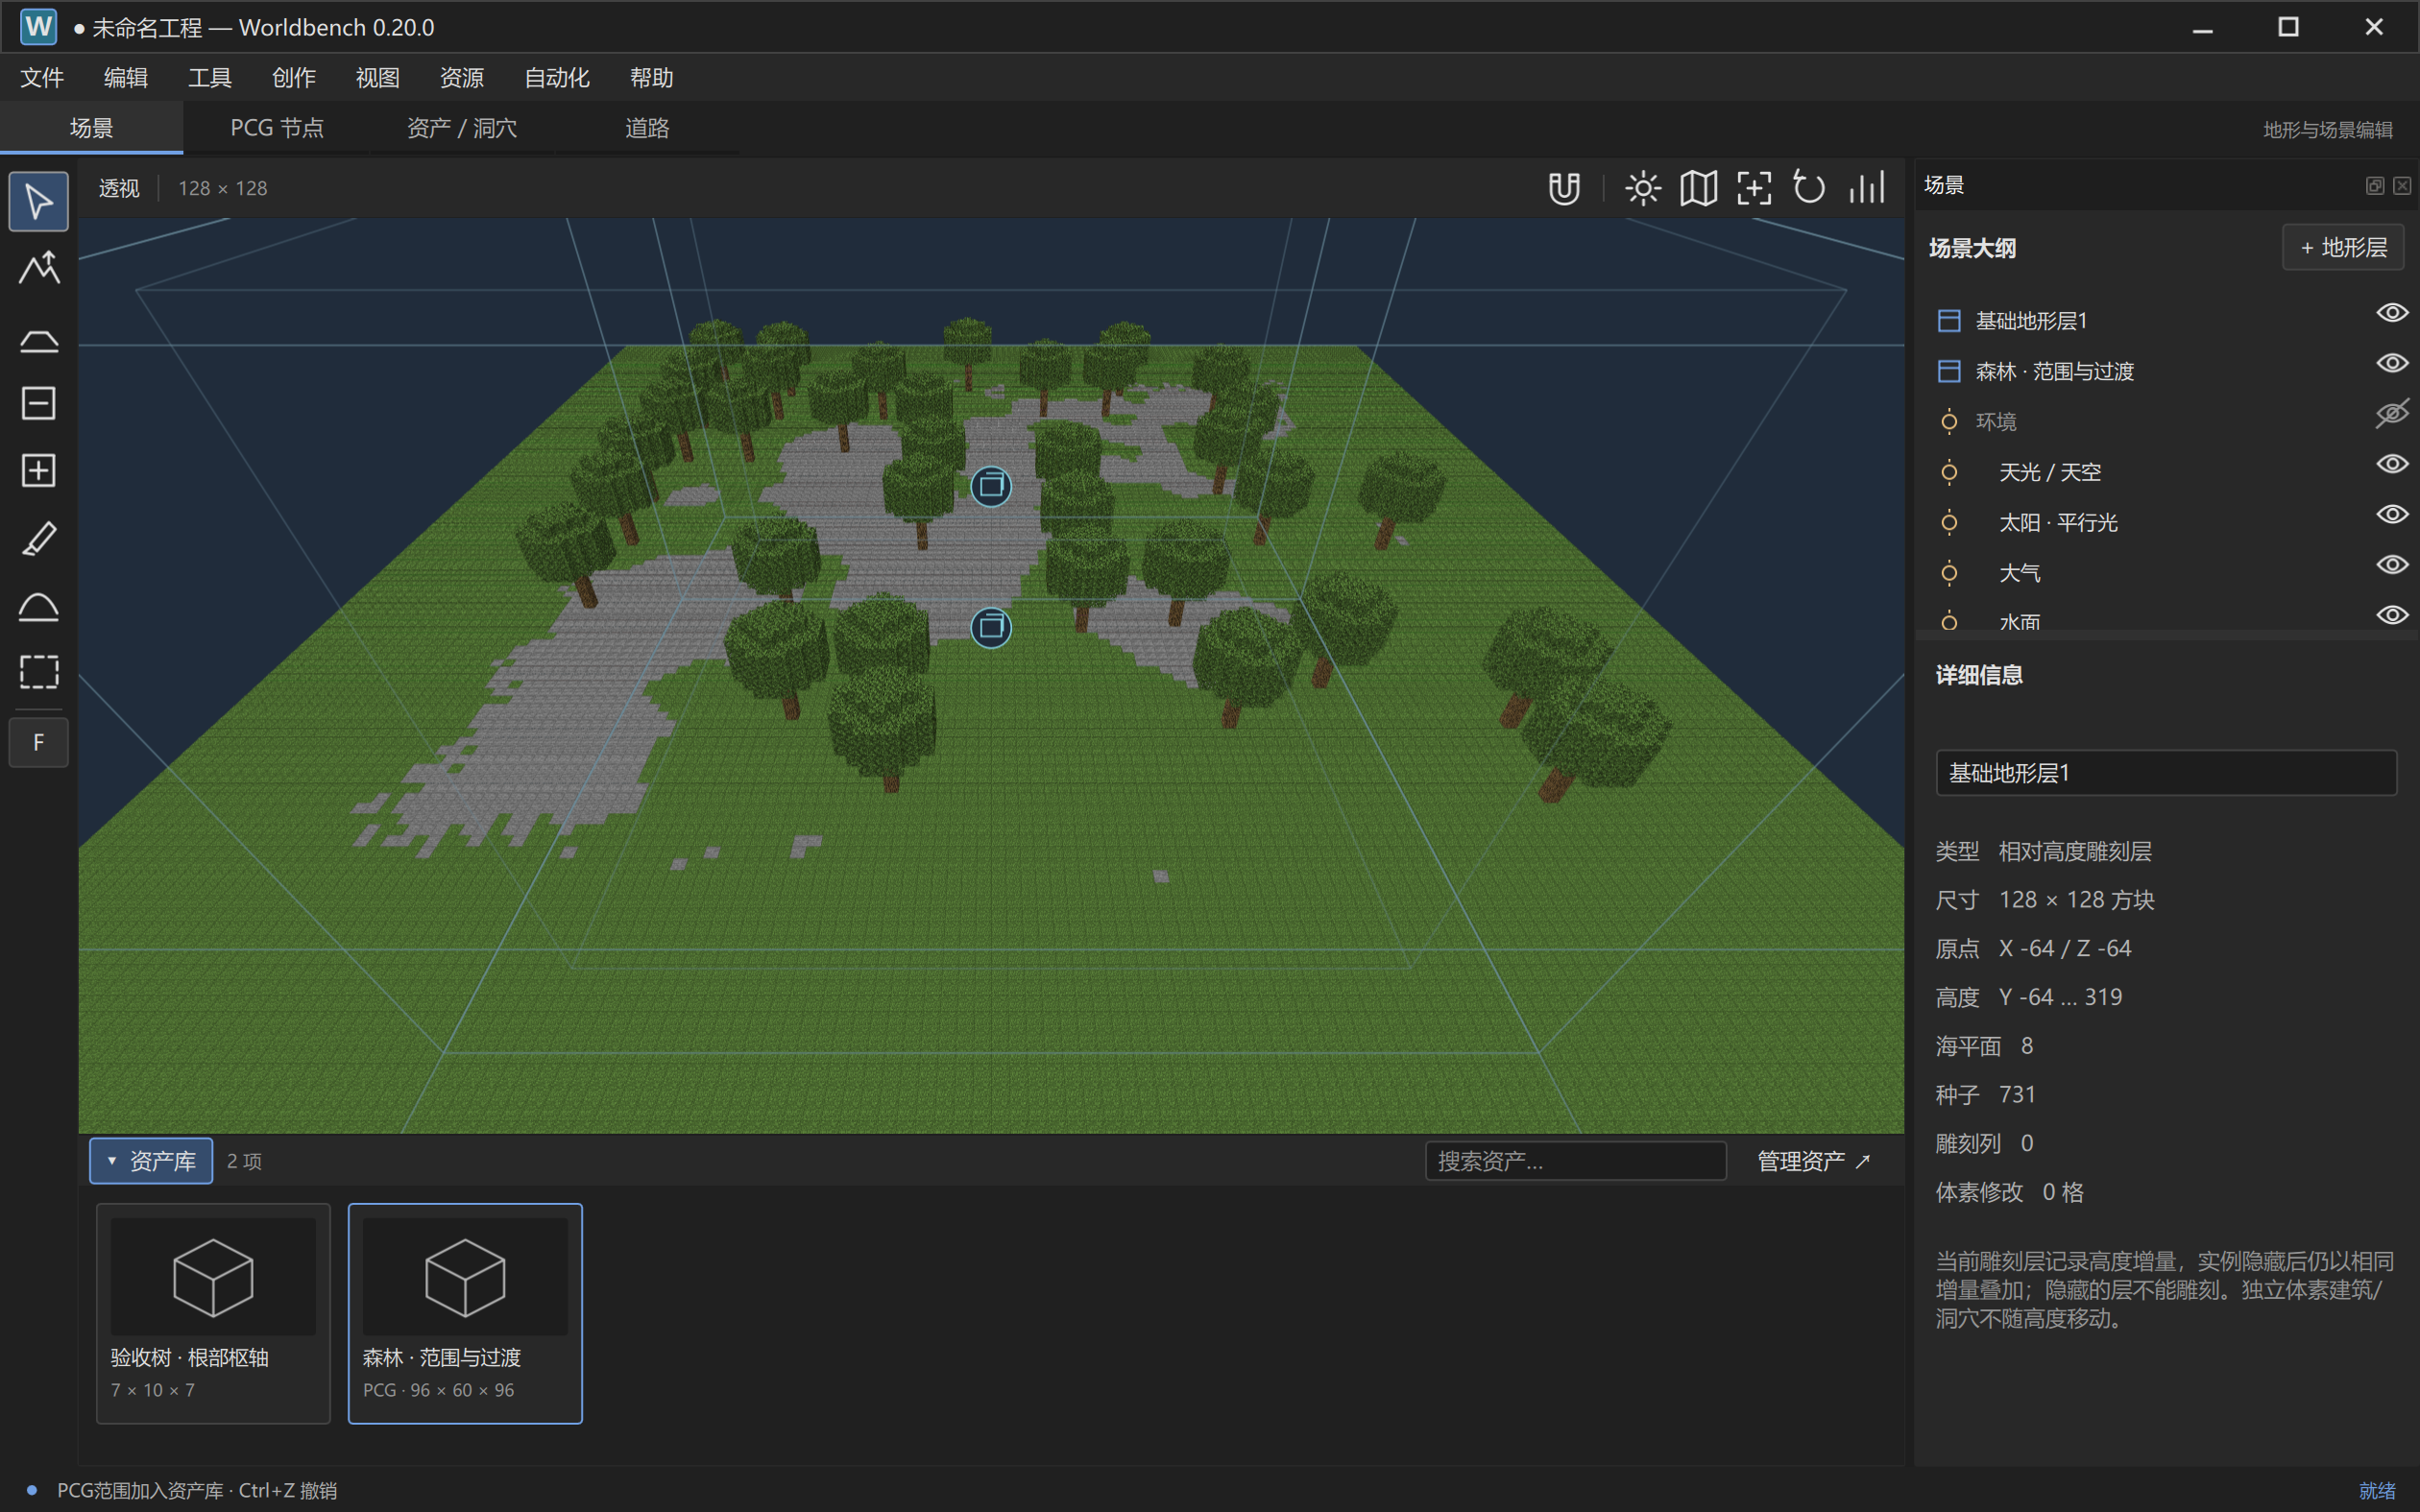 W ● 未命名工程 — Worldbench 0.20.0
文件 编辑 工具 创作 视图 资源 自动化 帮助
场景 PCG 节点 资产 / 洞穴 道路 地形与场景编辑
透视 128 × 128
F
场景
场景大纲 + 地形层
基础地形层1
森林 · 范围与过渡
环境
天光 / 天空
太阳 · 平行光
大气
水面
详细信息
基础地形层1
类型 相对高度雕刻层
尺寸 128 × 128 方块
原点 X -64 / Z -64
高度 Y -64 ... 319
海平面 8
种子 731
雕刻列 0
体素修改 0 格
当前雕刻层记录高度增量，实例隐藏后仍以相同
增量叠加；隐藏的层不能雕刻。独立体素建筑/
洞穴不随高度移动。
▼ 资产库 2 项 搜索资产... 管理资产 ↗
验收树 · 根部枢轴
7 × 10 × 7
森林 · 范围与过渡
PCG · 96 × 60 × 96
PCG范围加入资产库 · Ctrl+Z 撤销 就绪